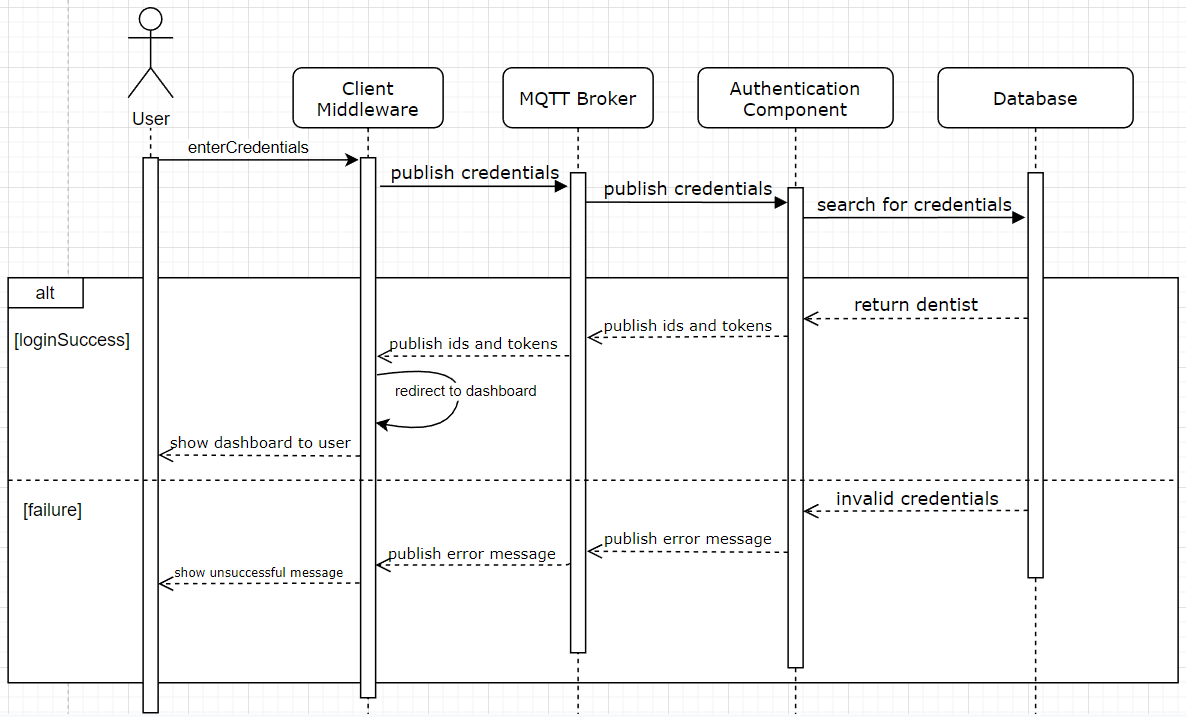 User
Client
Middleware
MQTT Broker
Authentication
Component
Database
enterCredentials
publish credentials
publish credentials
search for credentials
alt
[loginSuccess]
return dentist
publish ids and tokens
publish ids and tokens
redirect to dashboard
show dashboard to user
[failure]
invalid credentials
publish error message
publish error message
show unsuccessful message